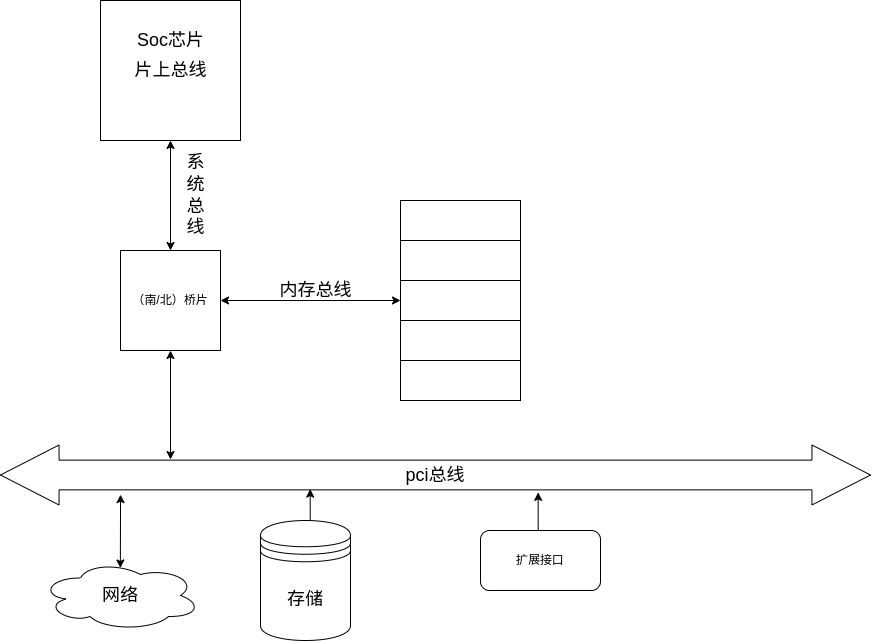 Soc芯片
片上总线
系
统
总
线
（南/北）桥片
内存总线
pci总线
网络
存储
扩展接口